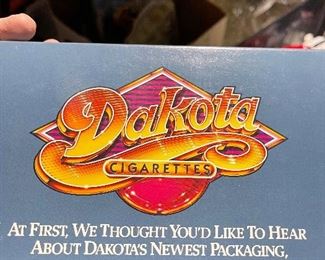 Dakota
CIGARETTES
AT FIRST, WE THOUGHT YOU'D LIKE TO HEAR
ABOUT DAKOTA'S NEWEST PACKAGING,